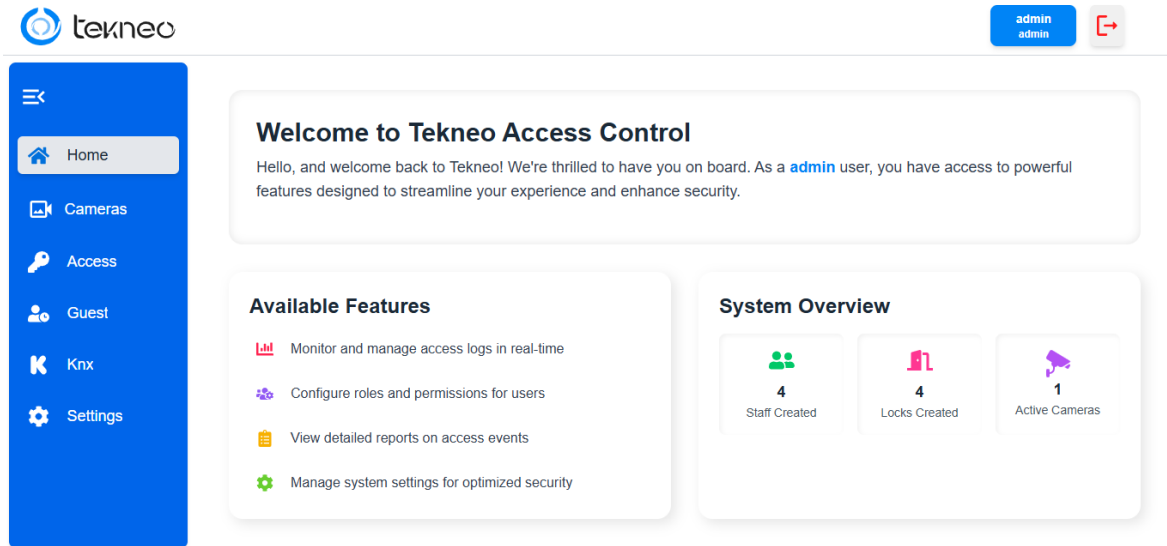 tekneo
admin
admin
Home
Cameras
Access
Guest
Knx
Settings
Welcome to Tekneo Access Control
Hello, and welcome back to Tekneo! We're thrilled to have you on board. As a admin user, you have access to powerful
features designed to streamline your experience and enhance security.
Available Features
Monitor and manage access logs in real-time
Configure roles and permissions for users
View detailed reports on access events
Manage system settings for optimized security
System Overview
4
Staff Created
4
Locks Created
1
Active Cameras